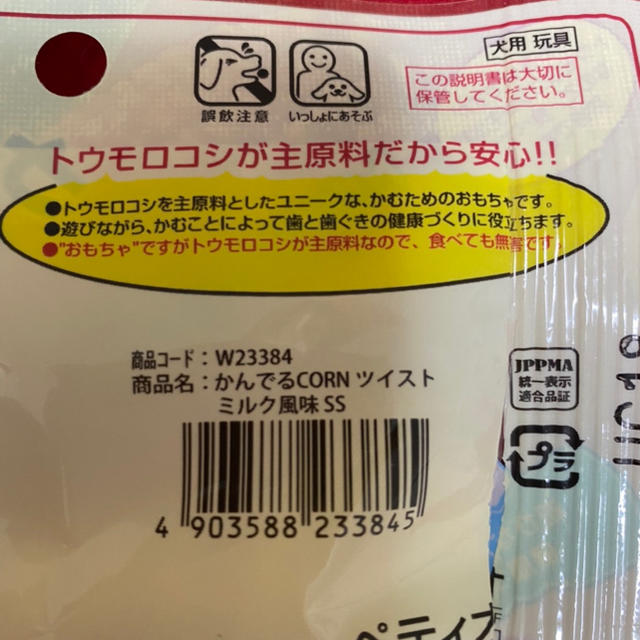 犬用 玩具
この説明書は大切に
保管してください。
誤飲注意
いっしょにあそぶ
トウモロコシが主原料だから安心!!
●トウモロコシを主原料としたユニークな、かむためのおもちゃです。
●遊びながら、かむことによって歯と歯ぐきの健康づくりに役立ちます。
●"おもちゃ"ですがトウモロコシが主原料なので、食べても無害です。
商品コード：W23384
商品名：かんでるCORN ツイスト
ミルク風味 SS
4 903588 233845
JPPMA
統一表示
適合品証
プラ
ペティオ